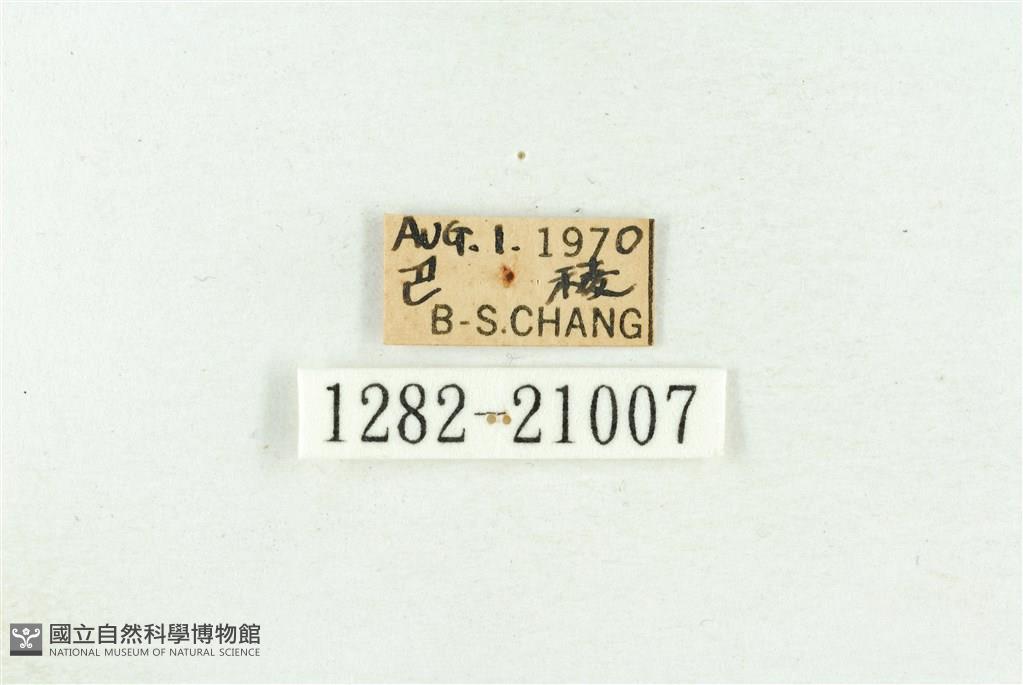 AUG. 1. 1970
巴 稜
B-S.CHANG
1282-21007
國立自然科學博物館
NATIONAL MUSEUM OF NATURAL SCIENCE